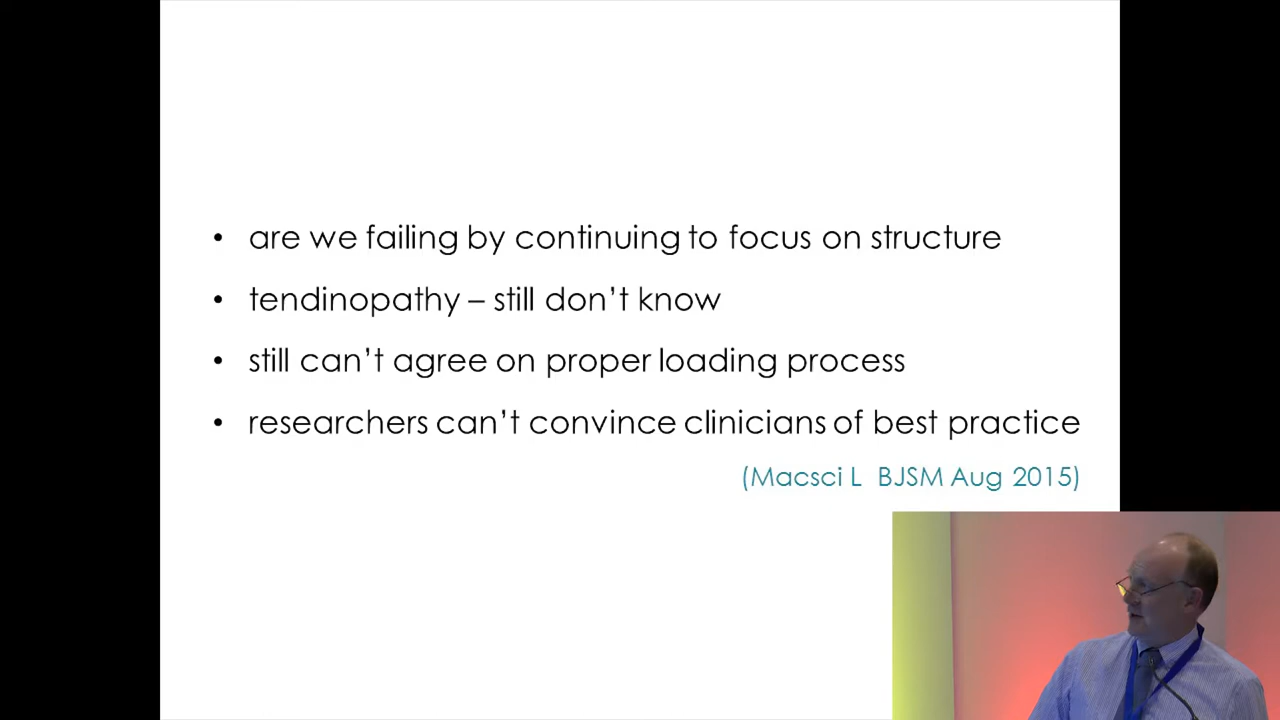 • are we failing by continuing to focus on structure
• tendinopathy – still don't know
• still can't agree on proper loading process
• researchers can't convince clinicians of best practice
(Macsci L BJSM Aug 2015)